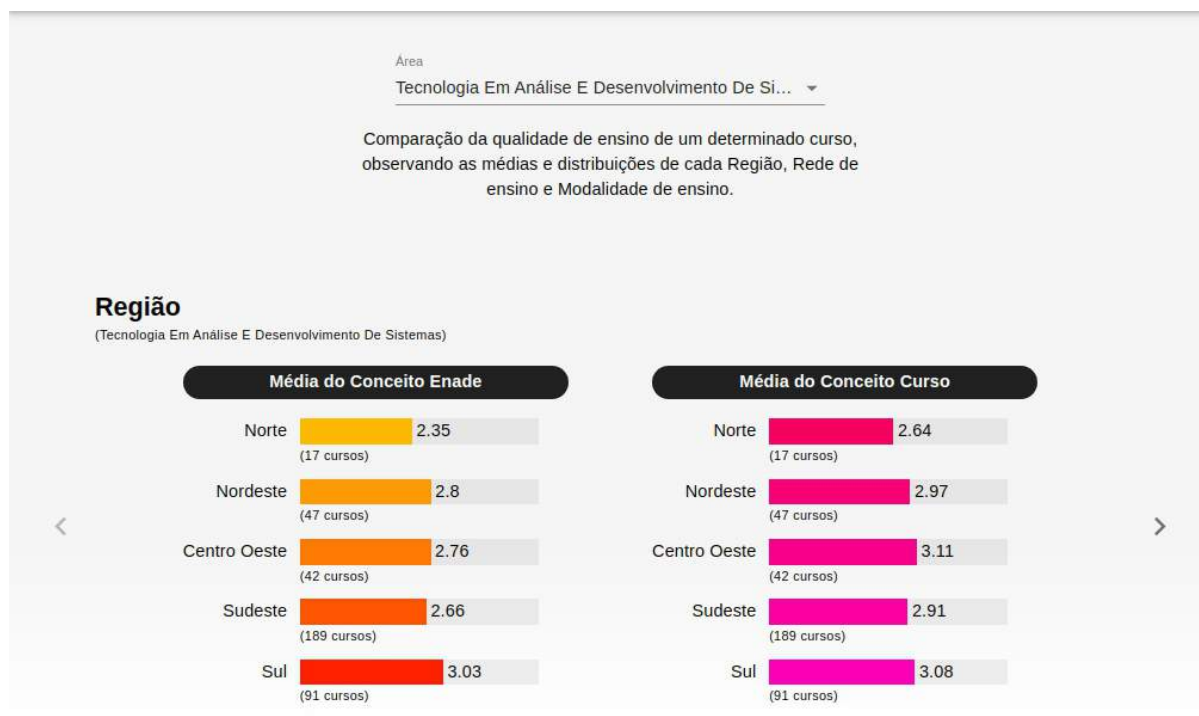 Área
Tecnologia Em Análise E Desenvolvimento De Si...
Comparação da qualidade de ensino de um determinado curso,
observando as médias e distribuições de cada Região, Rede de
ensino e Modalidade de ensino.
Região
(Tecnologia Em Análise E Desenvolvimento De Sistemas)
Média do Conceito Enade
Norte 2.35
(17 cursos)
Nordeste 2.8
(47 cursos)
Centro Oeste 2.76
(42 cursos)
Sudeste 2.66
(189 cursos)
Sul 3.03
(91 cursos)
Média do Conceito Curso
Norte 2.64
(17 cursos)
Nordeste 2.97
(47 cursos)
Centro Oeste 3.11
(42 cursos)
Sudeste 2.91
(189 cursos)
Sul 3.08
(91 cursos)